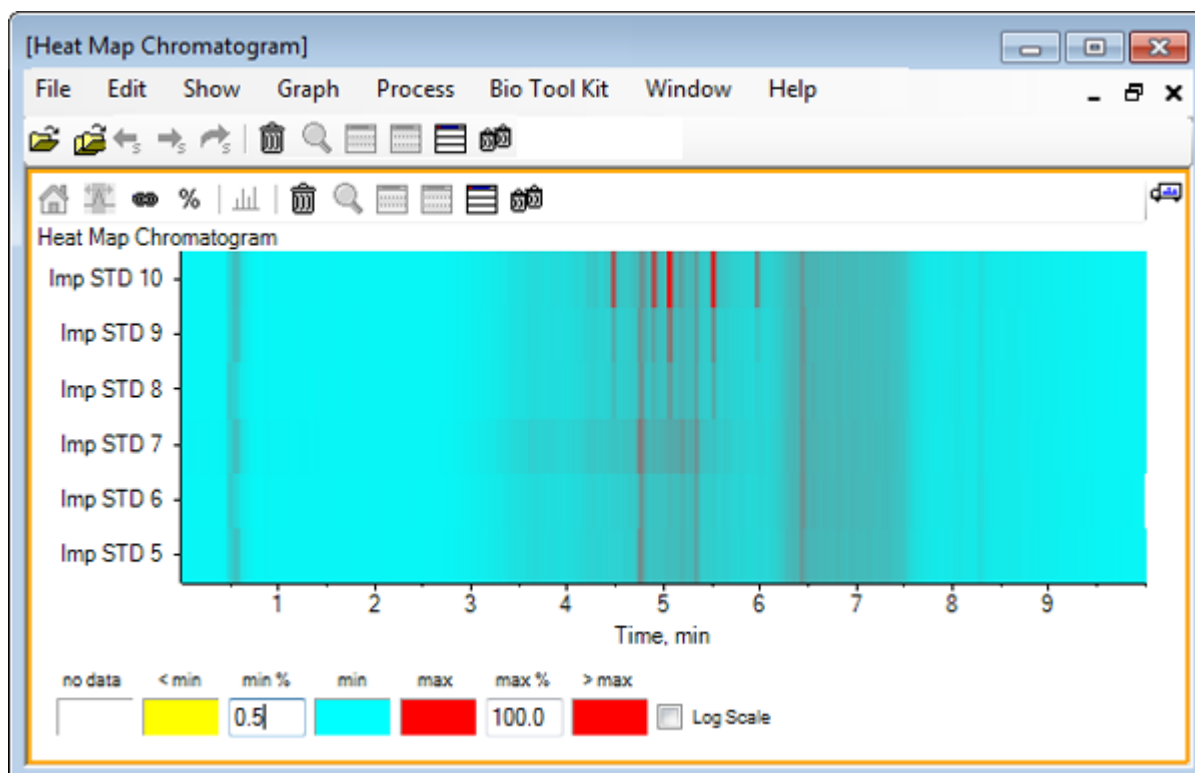 [Heat Map Chromatogram]
File Edit Show Graph Process Bio Tool Kit Window Help
%
Heat Map Chromatogram
Imp STD 10
Imp STD 9
Imp STD 8
Imp STD 7
Imp STD 6
Imp STD 5
1 2 3 4 5 6 7 8 9
Time, min
no data < min min % min max max % > max
0.5 100.0 Log Scale